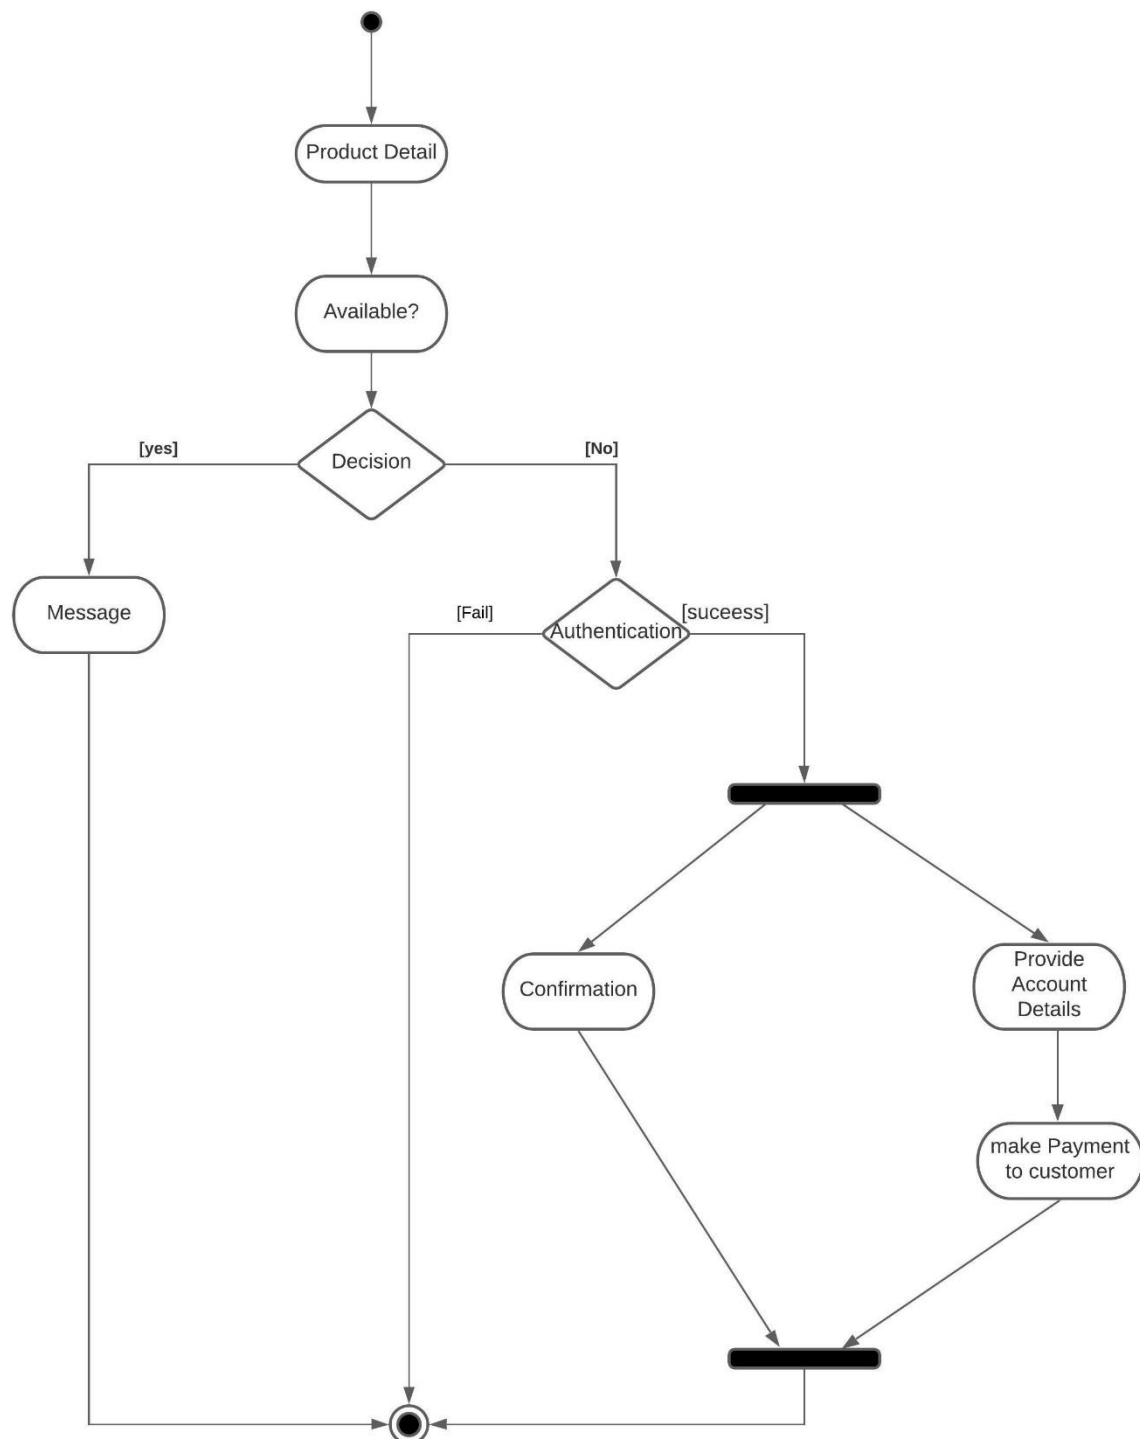 Product Detail
Available?
[yes]
Decision
[No]
Message
[Fail]
Authentication
[suceess]
Confirmation
Provide
Account
Details
make Payment
to customer